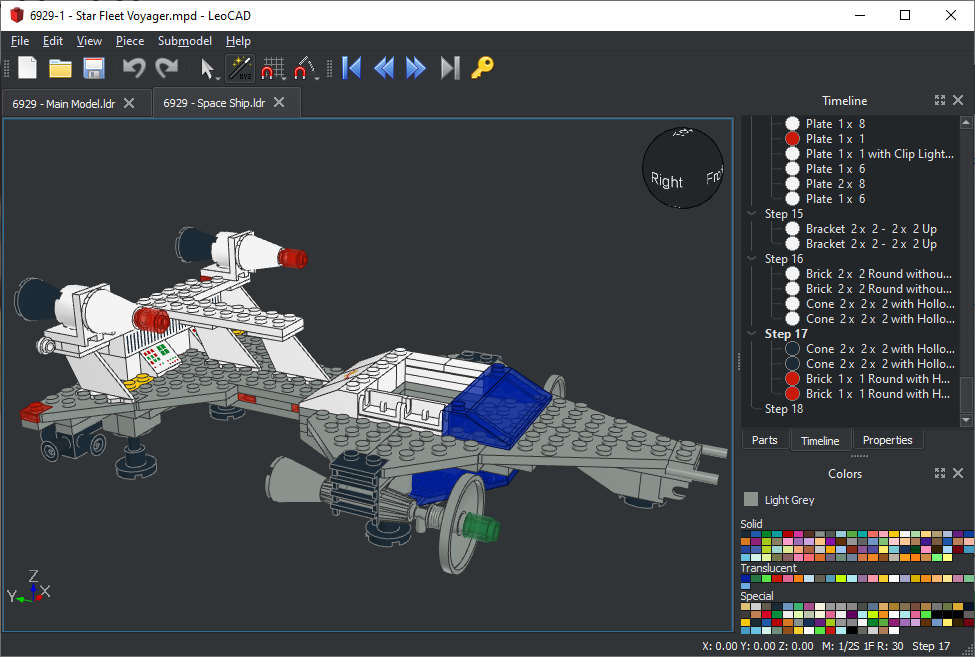 6929-1 - Star Fleet Voyager.mpd - LeoCAD
File Edit View Piece Submodel Help
XYZ
6929 - Main Model.ldr
6929 - Space Ship.ldr
Timeline
Plate 1 x 8
Plate 1 x 1
Plate 1 x 1 with Clip Light...
Plate 1 x 6
Plate 2 x 8
Plate 1 x 6
Step 15
Bracket 2 x 2 - 2 x 2 Up
Bracket 2 x 2 - 2 x 2 Up
Step 16
Brick 2 x 2 Round withou...
Brick 2 x 2 Round withou...
Cone 2 x 2 x 2 with Hollo...
Cone 2 x 2 x 2 with Hollo...
Step 17
Cone 2 x 2 x 2 with Hollo...
Cone 2 x 2 x 2 with Hollo...
Brick 1 x 1 Round with H...
Brick 1 x 1 Round with H...
Step 18
Parts Timeline Properties
Colors
Light Grey
Solid
Translucent
Special
Right
Fro
Z
Y X
X: 0.00 Y: 0.00 Z: 0.00 M: 1/2S 1F R: 30 Step 17